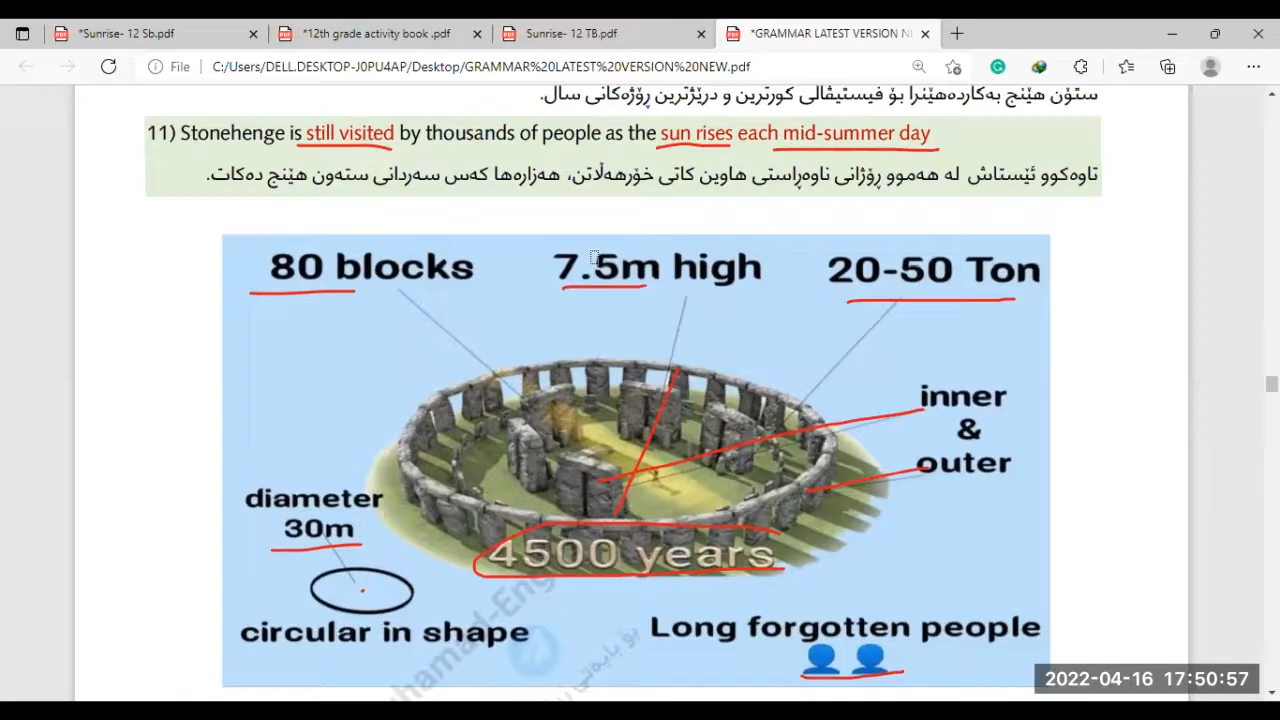 *Sunrise- 12 Sb.pdf
*12th grade activity book .pdf
Sunrise- 12 TB.pdf
*GRAMMAR LATEST VERSION NE
File
C:/Users/DELL.DESKTOP-J0PU4AP/Desktop/GRAMMAR%20LATEST%20VERSION%20NEW.pdf
ستۆن هێنج بەکاردەهێنرا بۆ فیستیڤاڵی کورترین و درێژترین ڕۆژەکانی ساڵ.
11) Stonehenge is still visited by thousands of people as the sun rises each mid-summer day
تاوەکوو ئێستاش لە هەموو ڕۆژانی ناوەڕاستی هاوین کاتی خۆرهەڵاتن، هەزارەها کەس سەردانی ستەون هێنج دەکات.
80 blocks
7.5m high
20-50 Ton
inner
&
outer
diameter
30m
4500 years
circular in shape
Long forgotten people
2022-04-16 17:50:57